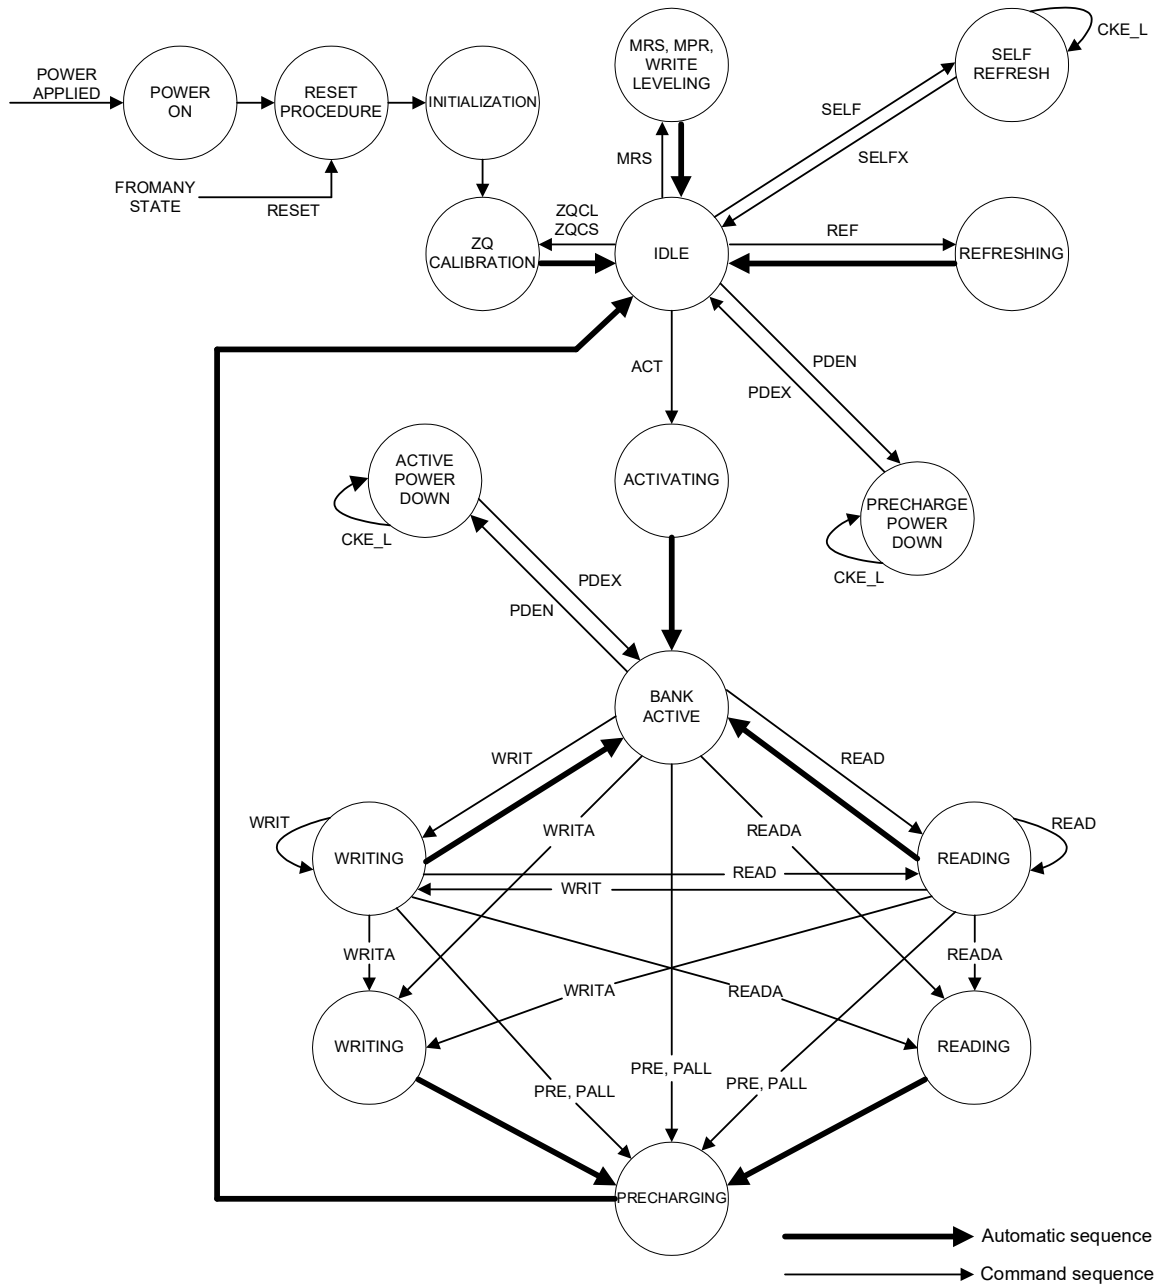 MRS, MPR,
WRITE
LEVELING
SELF
REFRESH
CKE_L
POWER
APPLIED
POWER
ON
RESET
PROCEDURE
INITIALIZATION
SELF
SELFX
MRS
FROMANY
STATE
RESET
ZQCL
ZQCS
ZQ
CALIBRATION
IDLE
REF
REFRESHING
ACT
PDEN
PDEX
ACTIVE
POWER
DOWN
CKE_L
ACTIVATING
PRECHARGE
POWER
DOWN
CKE_L
PDEX
PDEN
BANK
ACTIVE
WRIT
READ
WRIT
WRITA
READA
READ
WRITING
READING
READ
WRIT
WRITA
READA
WRITA
READA
WRITING
READING
PRE, PALL
PRE, PALL
PRE, PALL
PRECHARGING
Automatic sequence
Command sequence